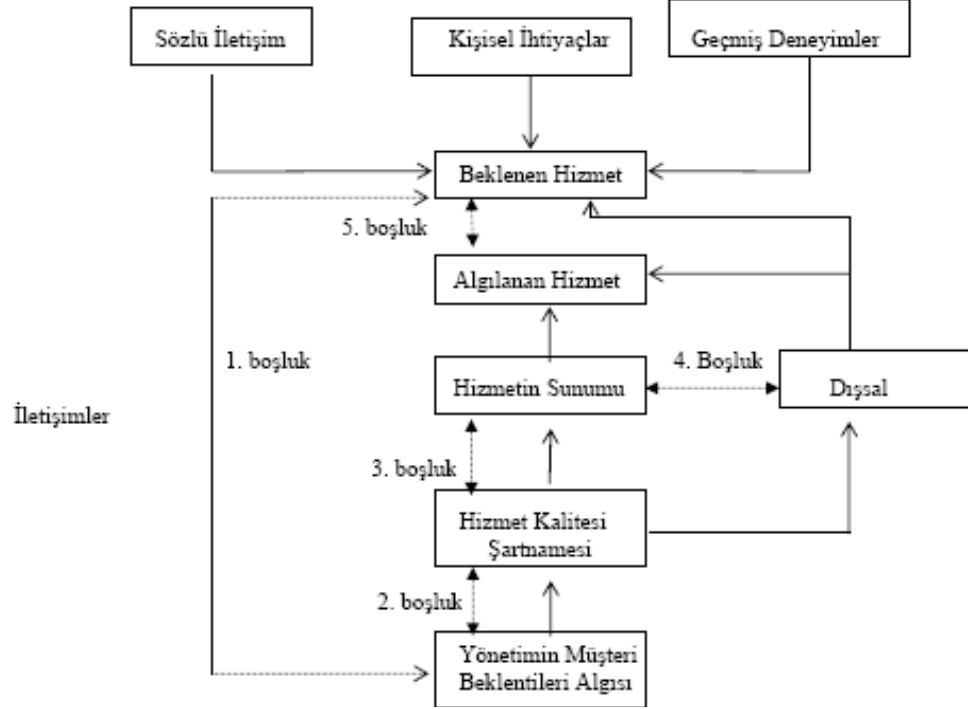 Sözlü İletişim
Kişisel İhtiyaçlar
Geçmiş Deneyimler
Beklenen Hizmet
5. boşluk
Algılanan Hizmet
1. boşluk
4. Boşluk
Hizmetin Sunumu
Dışsal
İletişimler
3. boşluk
Hizmet Kalitesi
Şartnamesi
2. boşluk
Yönetimin Müşteri
Beklentileri Algısı